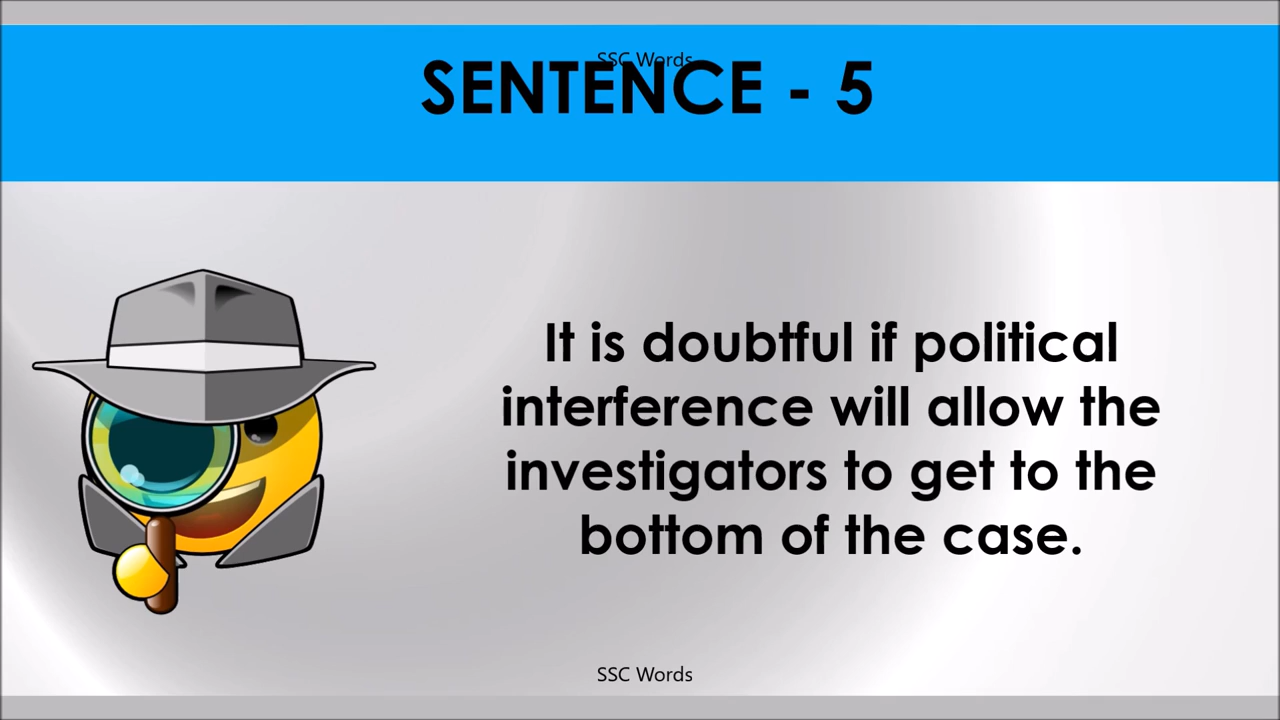 SSC Words
SENTENCE - 5
It is doubtful if political
interference will allow the
investigators to get to the
bottom of the case.
SSC Words